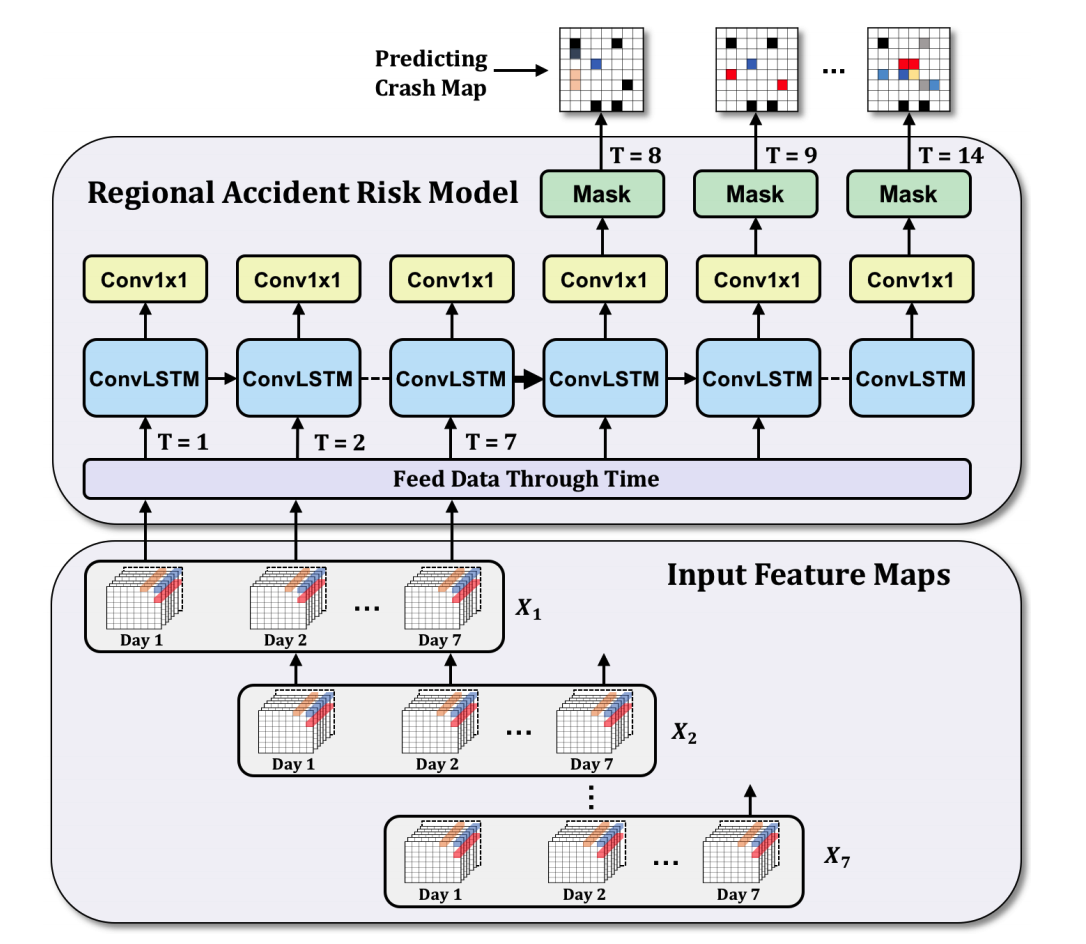 Predicting
Crash Map
...
T = 8
T = 9
T = 14
Regional Accident Risk Model
Mask
Mask
Mask
Conv1x1
Conv1x1
Conv1x1
Conv1x1
Conv1x1
Conv1x1
ConvLSTM
ConvLSTM
ConvLSTM
ConvLSTM
ConvLSTM
ConvLSTM
T = 1
T = 2
T = 7
Feed Data Through Time
Input Feature Maps
...
Day 1
Day 2
Day 7
X₁
...
Day 1
Day 2
Day 7
X₂
...
Day 1
Day 2
Day 7
X₇